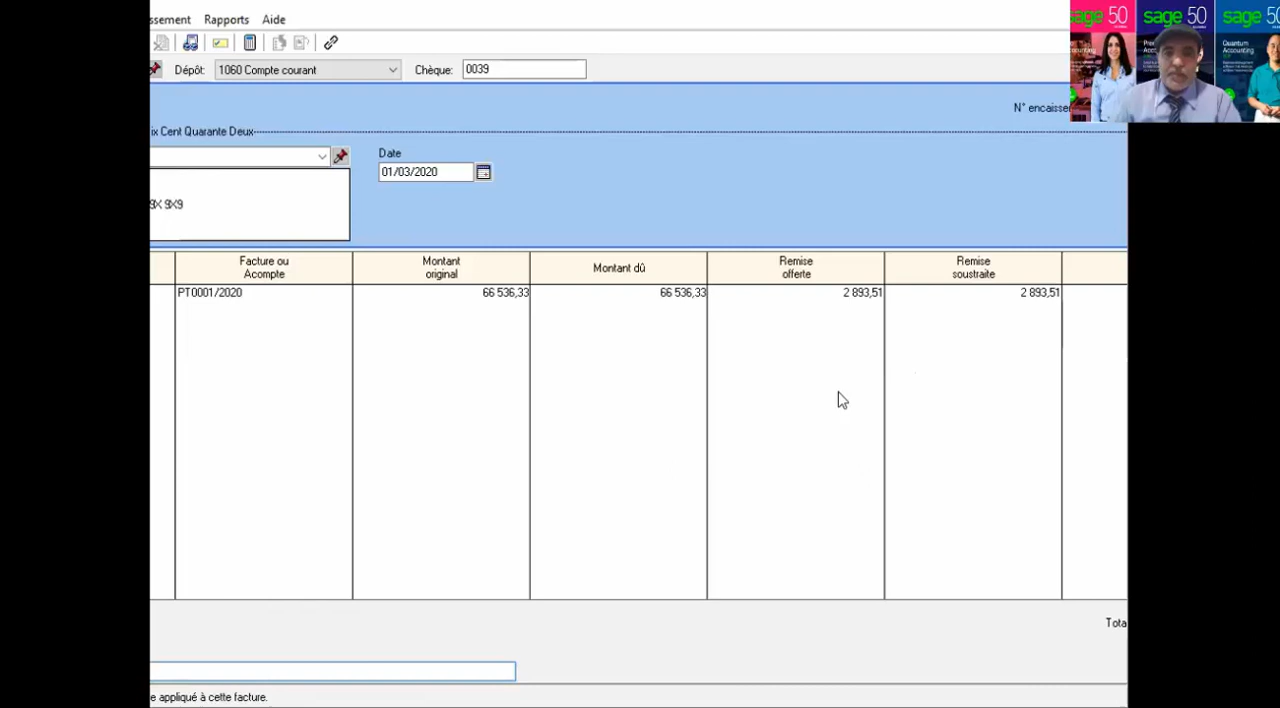 ssement Rapports Aide
Dépôt: 1060 Compte courant Chèque: 0039
N° encaisse
ix Cent Quarante Deux
Date
01/03/2020
9X 9X9
Facture ou Acompte
Montant original
Montant dû
Remise offerte
Remise soustraite
PT0001/2020 66 536,33 66 536,33 2 893,51 2 893,51
Tota
e appliqué à cette facture.
sage 50
sage 50
sage 50
Quantum
Accounting